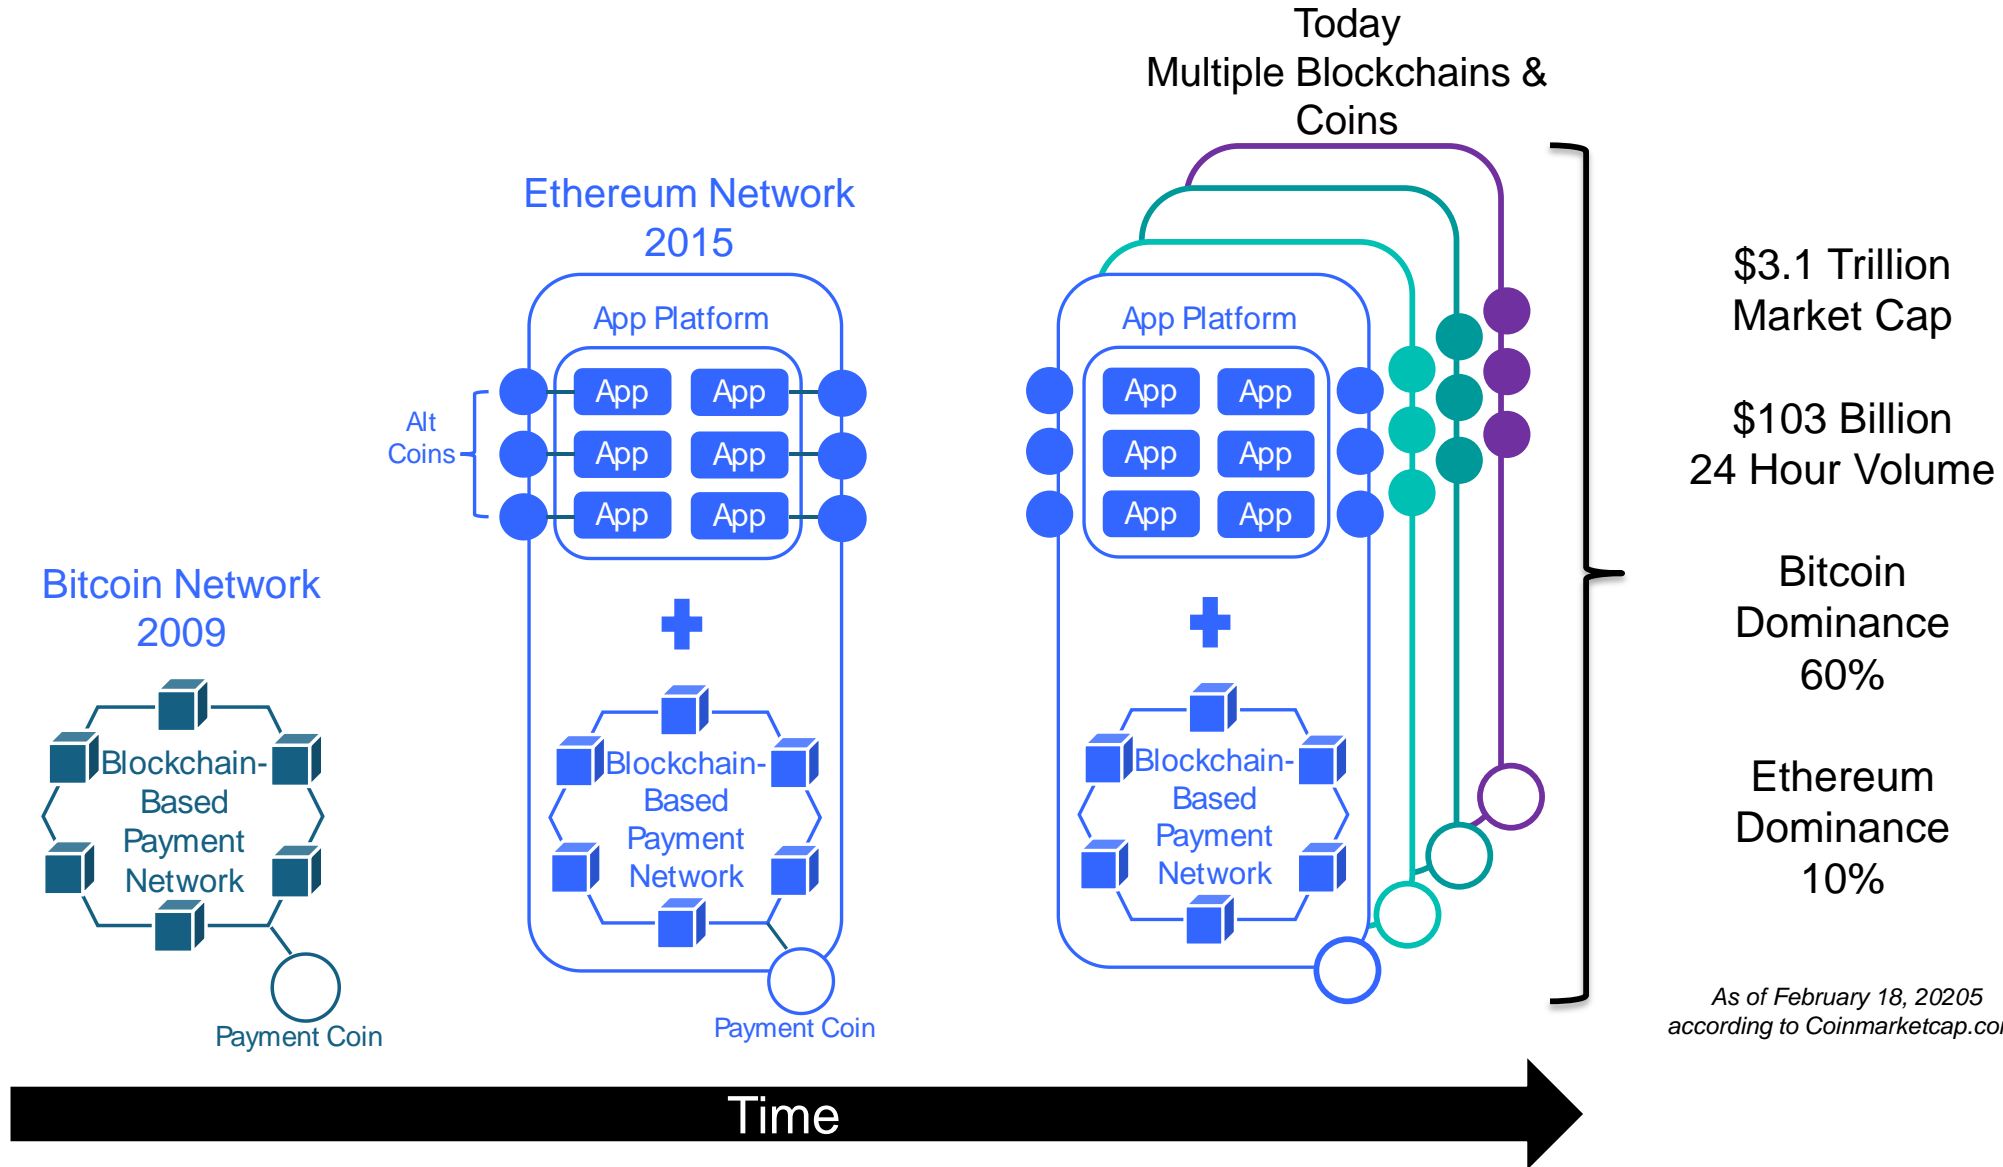 Today
Multiple Blockchains &
Coins
Ethereum Network
2015
App Platform
App App
App App
App App
Alt
Coins
Bitcoin Network
2009
Blockchain-
Based
Payment
Network
Payment Coin
Blockchain-
Based
Payment
Network
Payment Coin
App Platform
App App
App App
App App
Blockchain-
Based
Payment
Network
$3.1 Trillion
Market Cap
$103 Billion
24 Hour Volume
Bitcoin
Dominance
60%
Ethereum
Dominance
10%
As of February 18, 20205
according to
Time